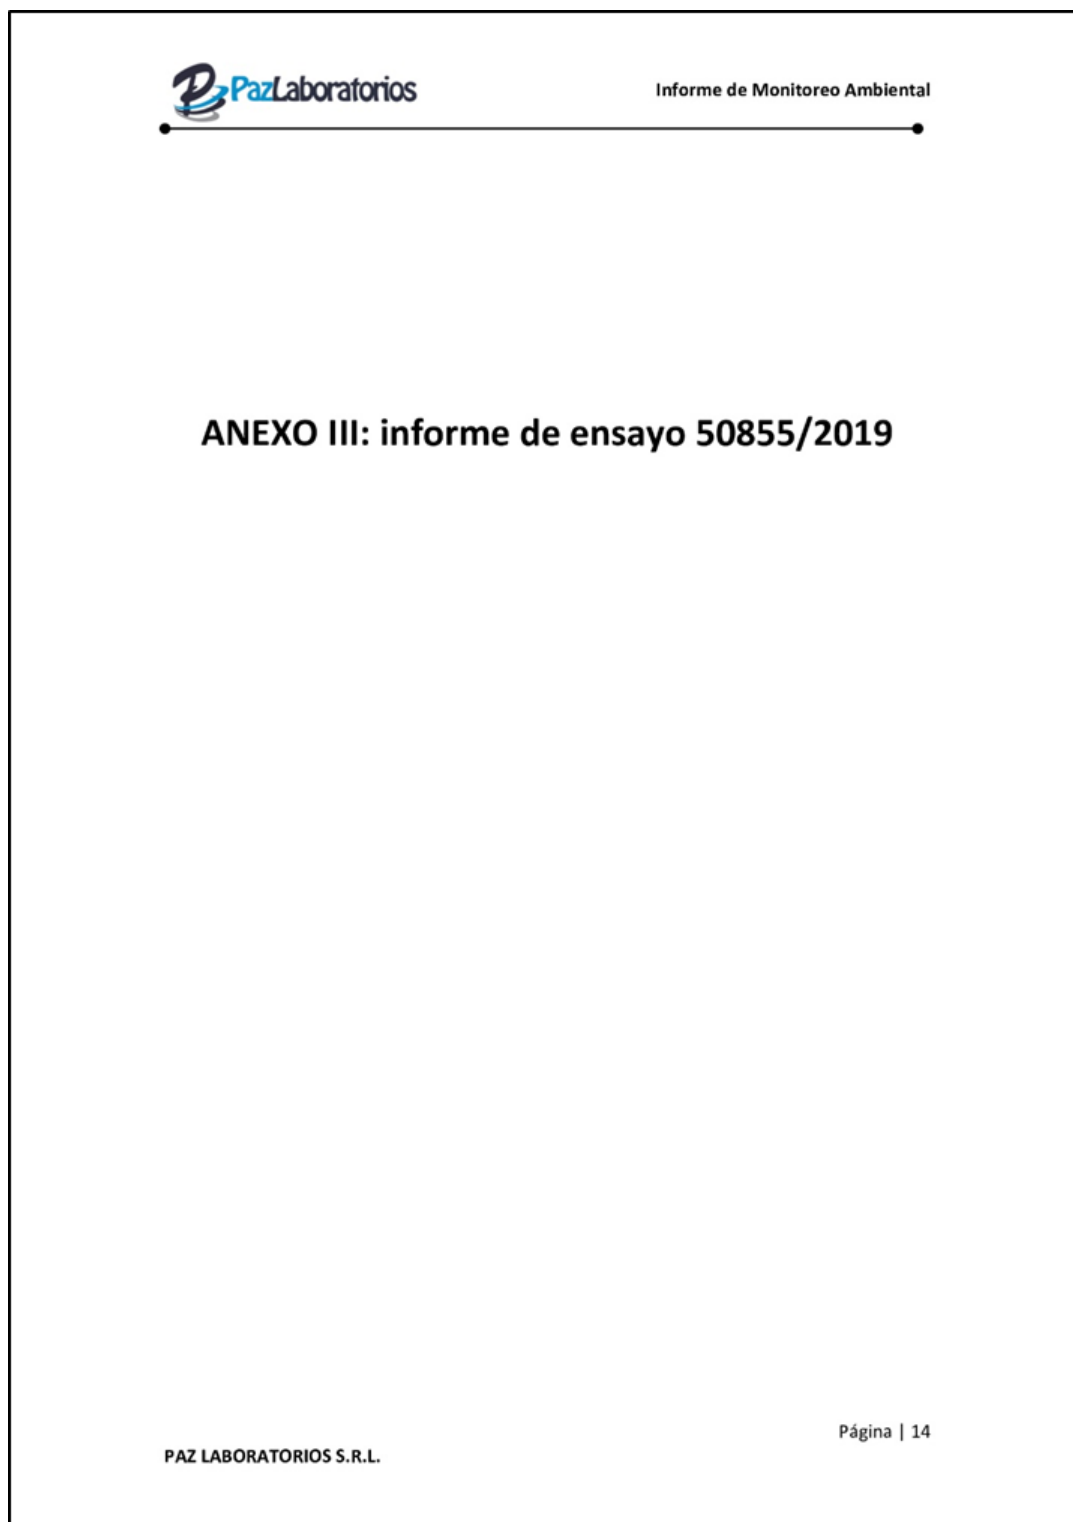 PazLaboratorios
Informe de Monitoreo Ambiental
ANEXO III: informe de ensayo 50855/2019
Página | 14
PAZ LABORATORIOS S.R.L.